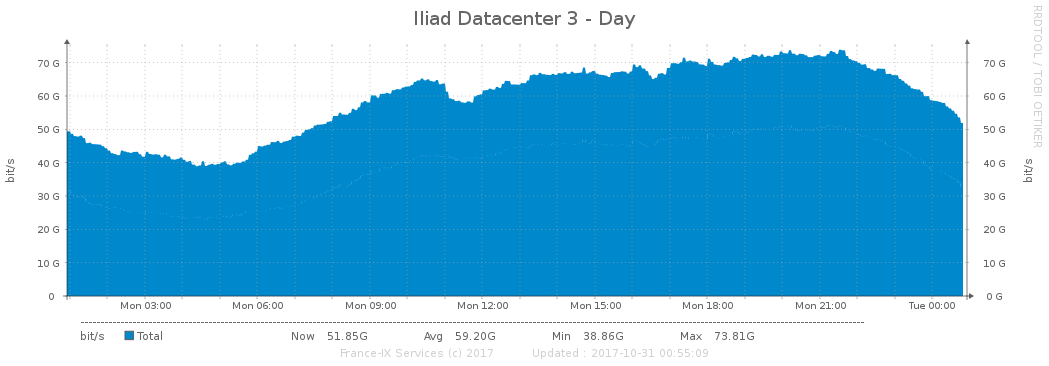 Iliad Datacenter 3 - Day
RRDTOOL / TOBI OETIKER
bit/s
bit/s
70 G 70 G
60 G 60 G
50 G 50 G
40 G 40 G
30 G 30 G
20 G 20 G
10 G 10 G
0 0 G
Mon 03:00 Mon 06:00 Mon 09:00 Mon 12:00 Mon 15:00 Mon 18:00 Mon 21:00 Tue 00:00
bit/s Total Now 51.85G Avg 59.20G Min 38.86G Max 73.81G
France-IX Services (c) 2017 Updated : 2017-10-31 00:55:09